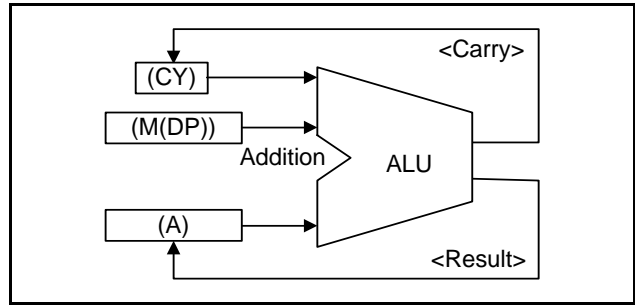 <Carry>
(CY)
(M(DP))
Addition
ALU
(A)
<Result>